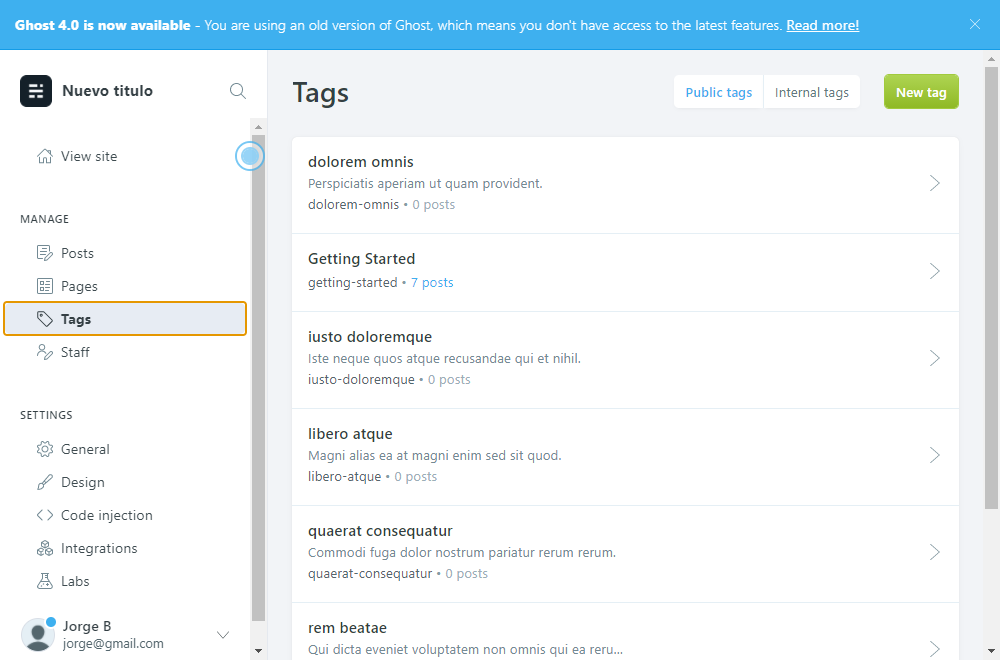 Ghost 4.0 is now available - You are using an old version of Ghost, which means you don't have access to the latest features. Read more!
Nuevo titulo
View site
MANAGE
Posts
Pages
Tags
Staff
SETTINGS
General
Design
Code injection
Integrations
Labs
Jorge B
jorge@gmail.com
Tags
Public tags
Internal tags
New tag
dolorem omnis
Perspiciatis aperiam ut quam provident.
dolorem-omnis • 0 posts
Getting Started
getting-started • 7 posts
iusto doloremque
Iste neque quos atque recusandae qui et nihil.
iusto-doloremque • 0 posts
libero atque
Magni alias ea at magni enim sed sit quod.
libero-atque • 0 posts
quaerat consequatur
Commodi fuga dolor nostrum pariatur rerum rerum.
quaerat-consequatur • 0 posts
rem beatae
Qui dicta eveniet voluptatem non omnis qui ea reru...